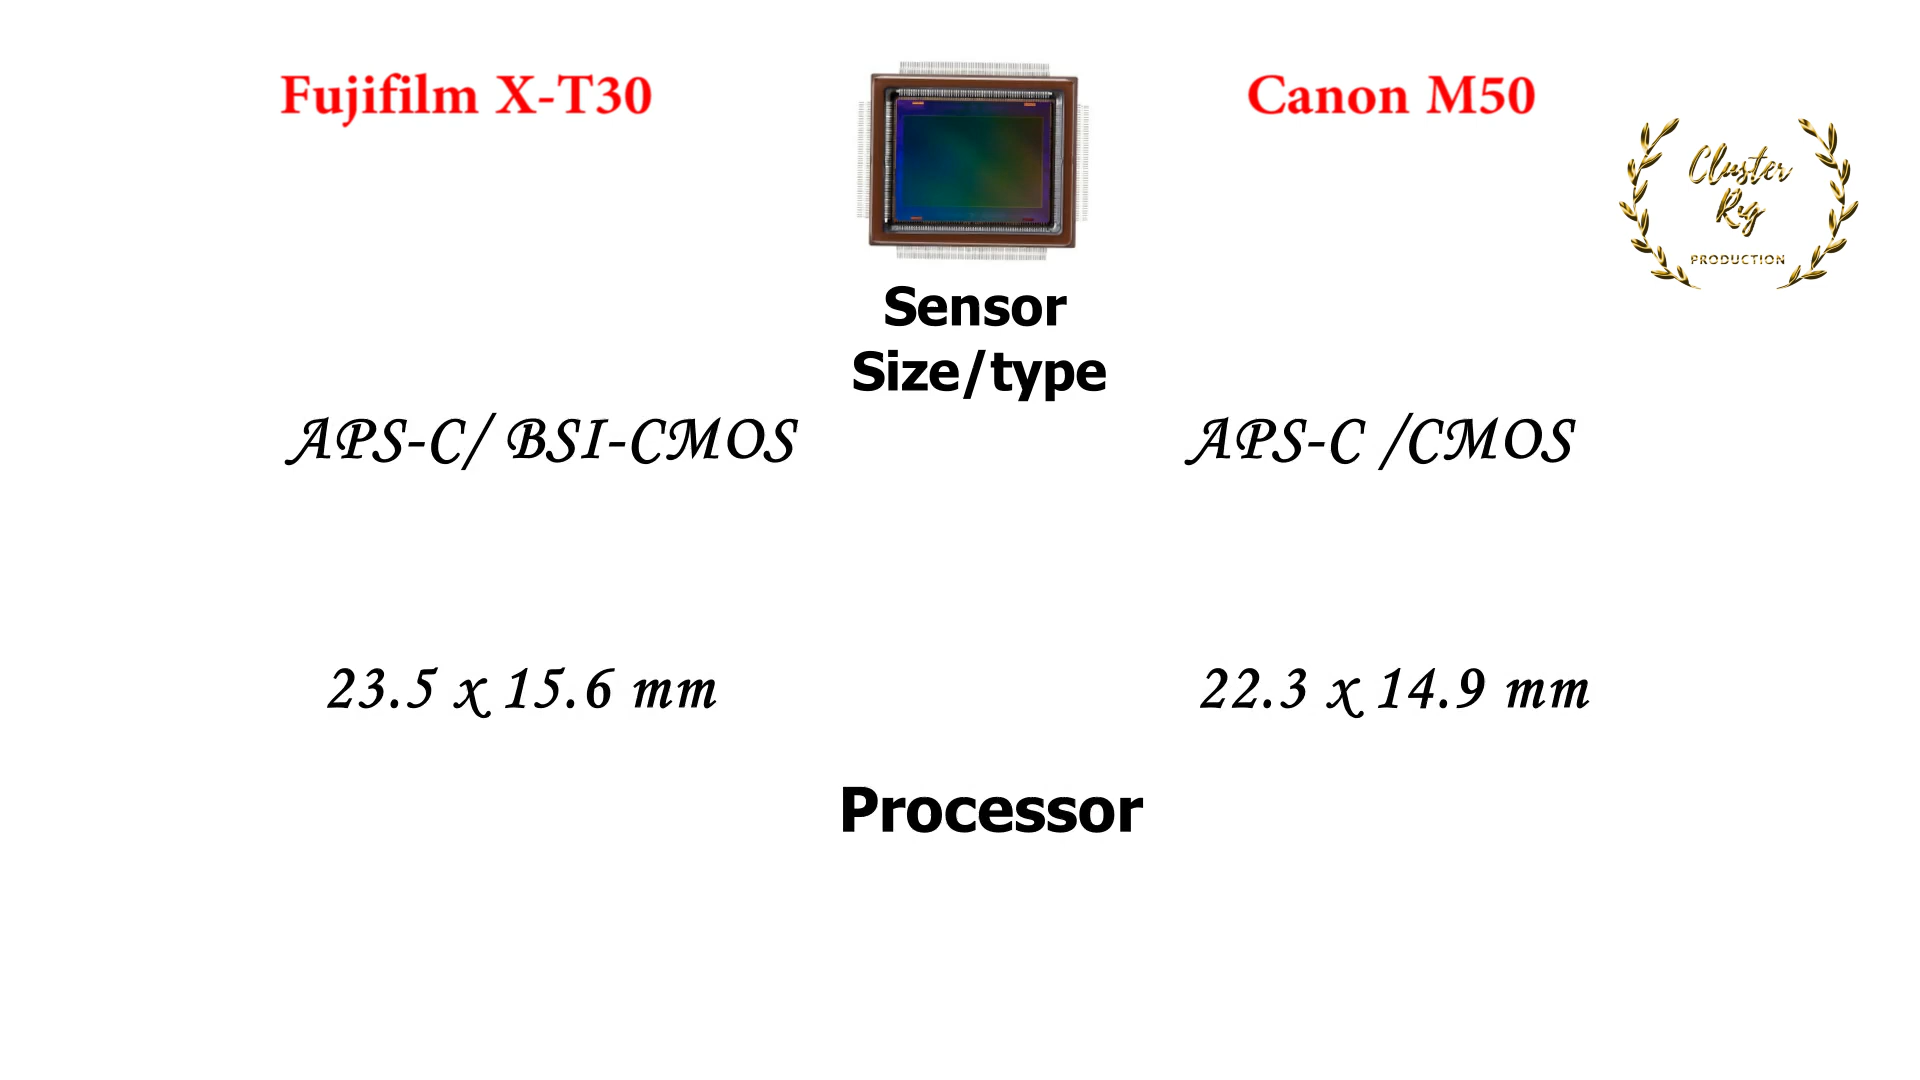 Fujifilm X-T30
Canon M50
Cluster
Rig
PRODUCTION
Sensor
Size/type
APS-C/ BSI-CMOS
APS-C /CMOS
23.5 x 15.6 mm
22.3 x 14.9 mm
Processor